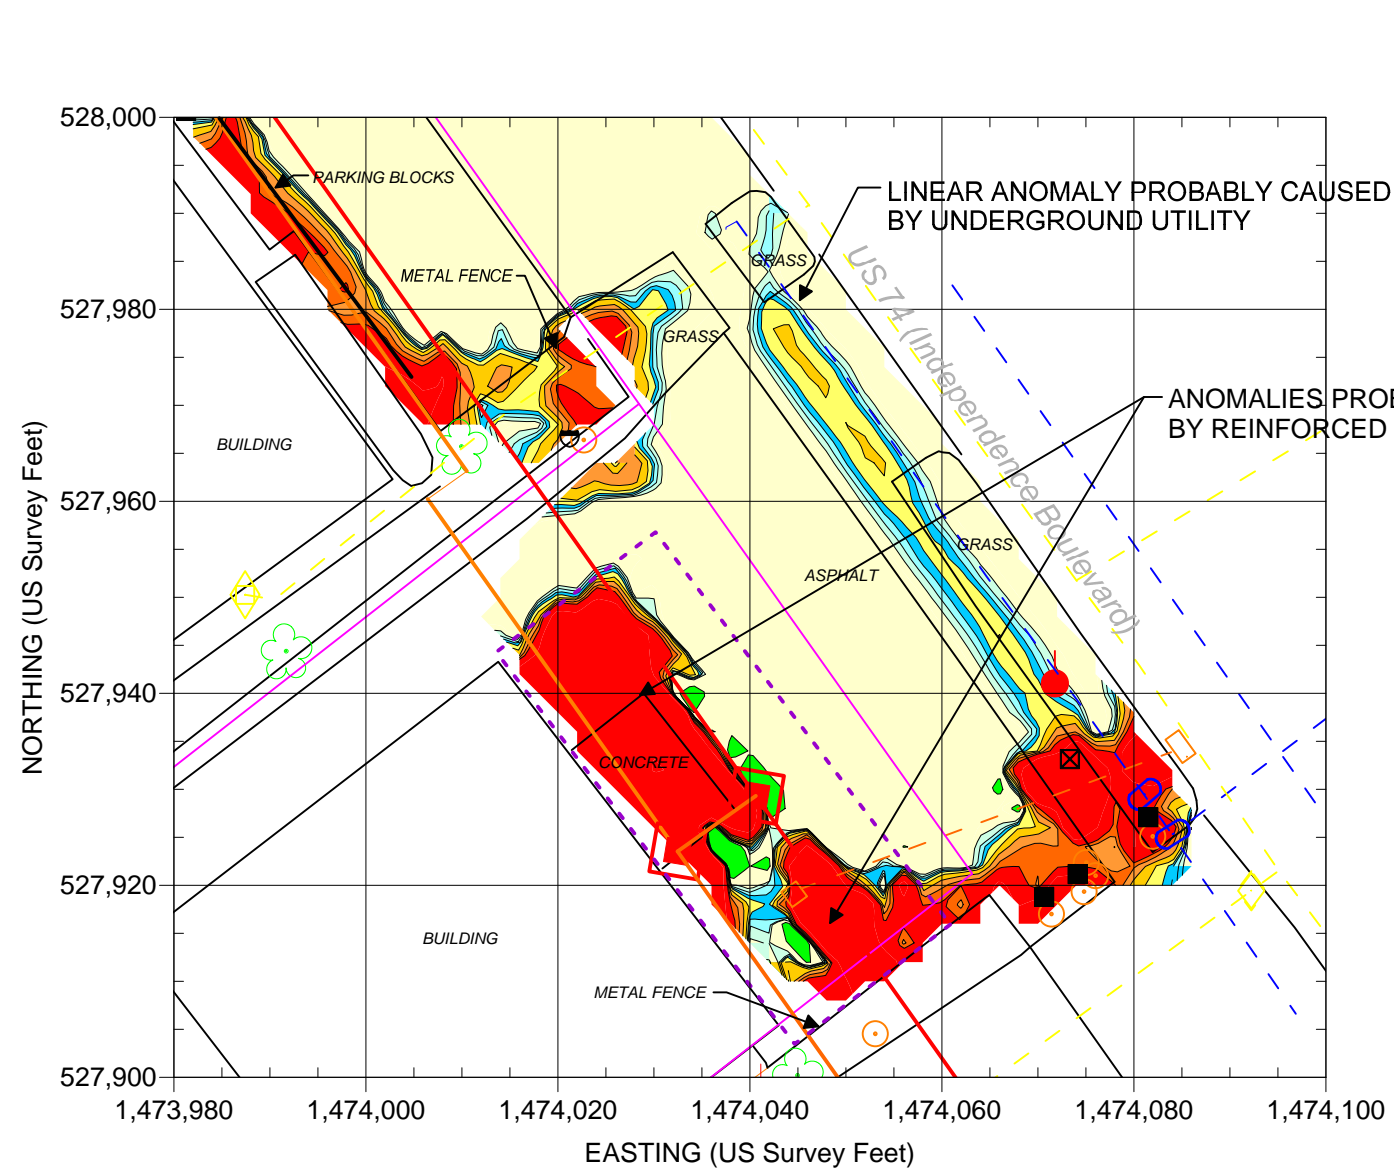 528,000
527,980
527,960
527,940
527,920
527,900
NORTHING (US Survey Feet)
PARKING BLOCKS
METAL FENCE
LINEAR ANOMALY PROBABLY CAUSED
BY UNDERGROUND UTILITY
GRASS
US 74 (Independence Boulevard)
GRASS
ANOMALIES
BY REINFORCED
BUILDING
GRASS
ASPHALT
CONCRETE
BUILDING
METAL FENCE
1,473,980
1,474,000
1,474,020
1,474,040
1,474,060
1,474,080
1,474,100
EASTING (US Survey Feet)